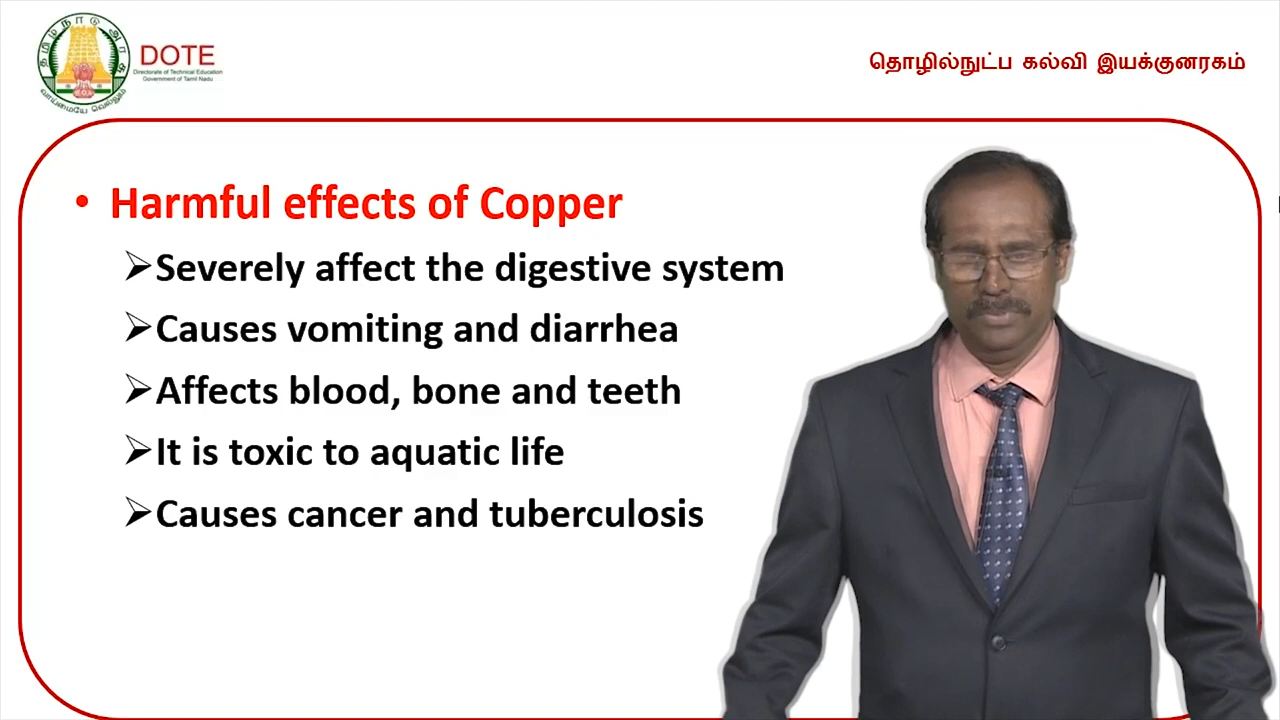 தமிழ்நாடு அரசு
வாய்மையே வெல்லும்
DOTE
Directorate of Technical Education
Government of Tamil Nadu
தொழில்நுட்ப கல்வி இயக்குனரகம்
• Harmful effects of Copper
➢Severely affect the digestive system
➢Causes vomiting and diarrhea
➢Affects blood, bone and teeth
➢It is toxic to aquatic life
➢Causes cancer and tuberculosis